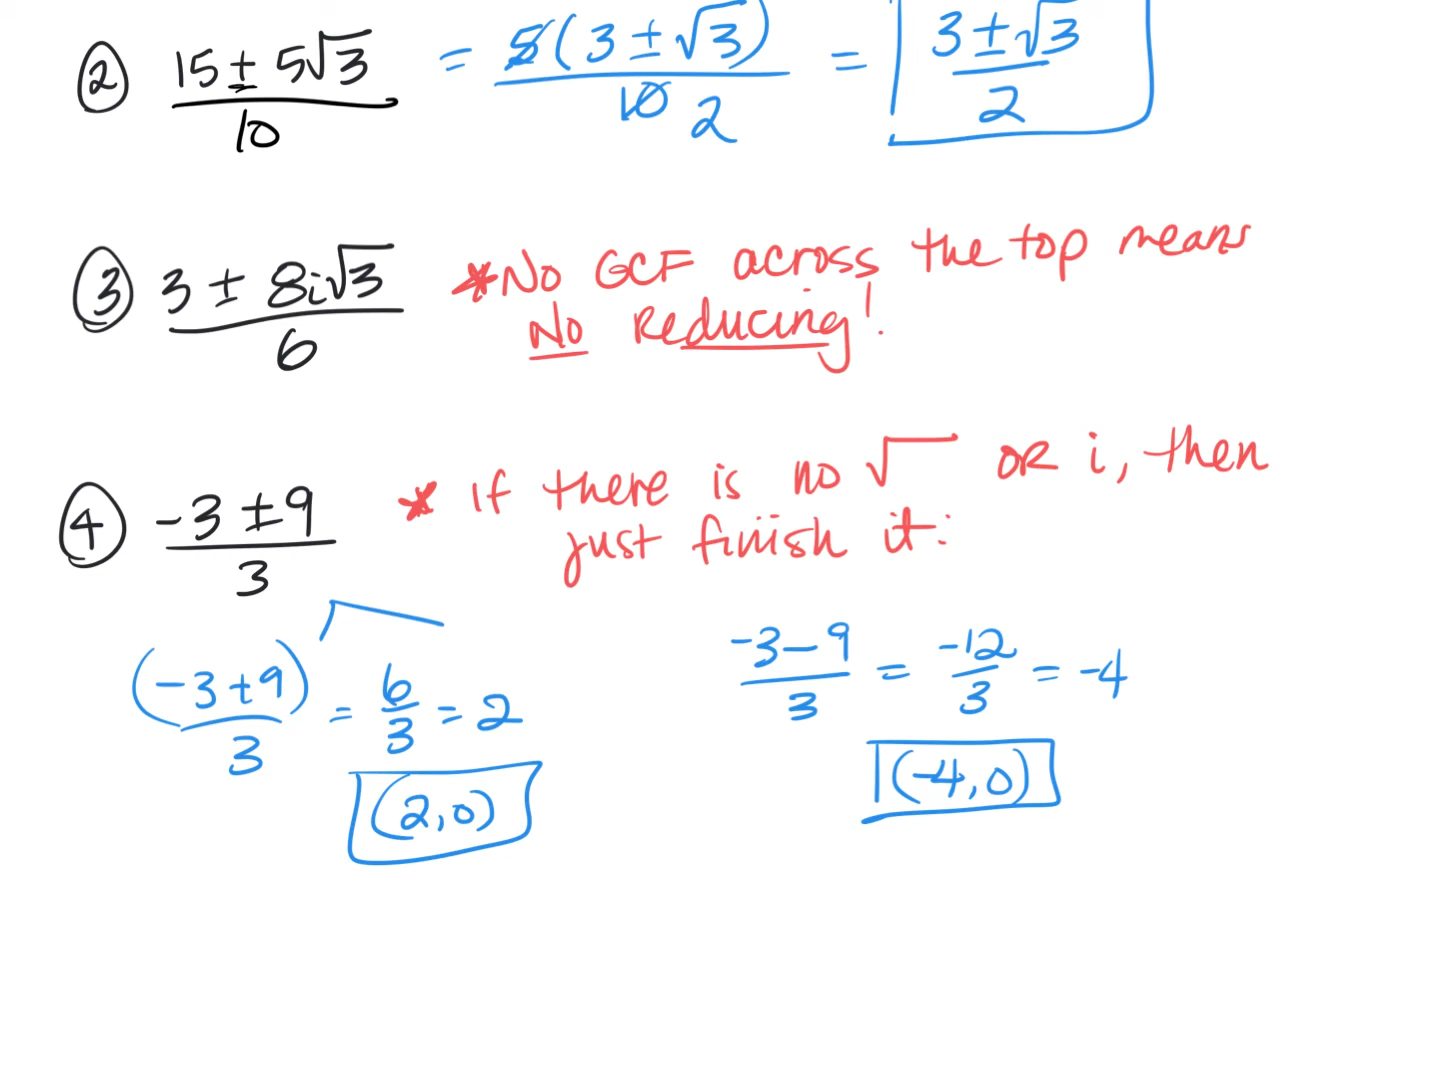 ② (15 ± 5√3)/10 = 5(3 ± √3)/10 2 = (3 ± √3)/2
③ (3 ± 8i√3)/6 *No GCF across the top means
No Reducing!
④ (-3 ± 9)/3 * If there is no √ OR i, then
just finish it:
(-3+9)/3 = 6/3 = 2
(-3-9)/3 = -12/3 = -4
(2,0)
(-4,0)